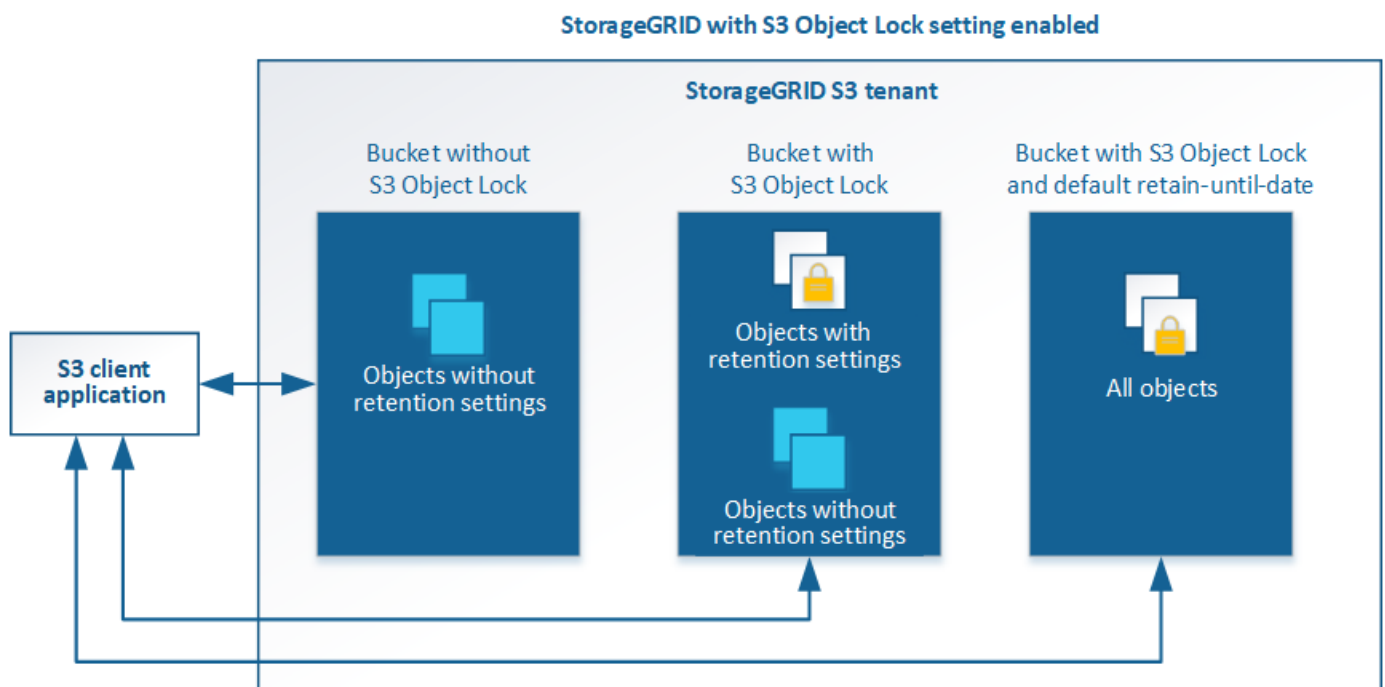 StorageGRID with S3 Object Lock setting enabled
StorageGRID S3 tenant
Bucket without
S3 Object Lock
Bucket with
S3 Object Lock
Bucket with S3 Object Lock
and default retain-until-date
S3 client
application
Objects without
retention settings
Objects with
retention settings
Objects without
retention settings
All objects